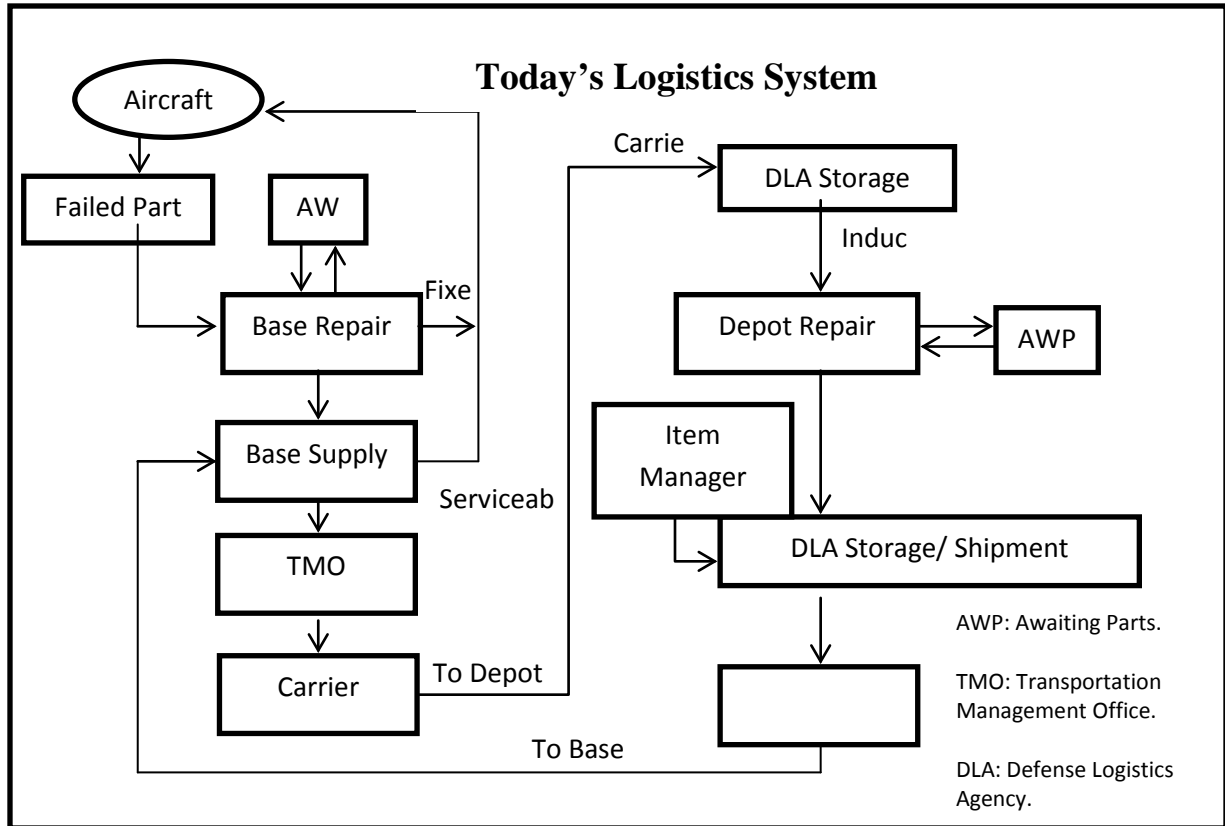 Today’s Logistics System
Aircraft
Failed Part
AW
Fixe
Base Repair
Base Supply
Serviceab
TMO
Carrier
To Depot
To Base
Carrie
DLA Storage
Induc
Depot Repair
AWP
Item
Manager
DLA Storage/ Shipment
AWP: Awaiting Parts.
TMO: Transportation
Management Office.
DLA: Defense Logistics
Agency.